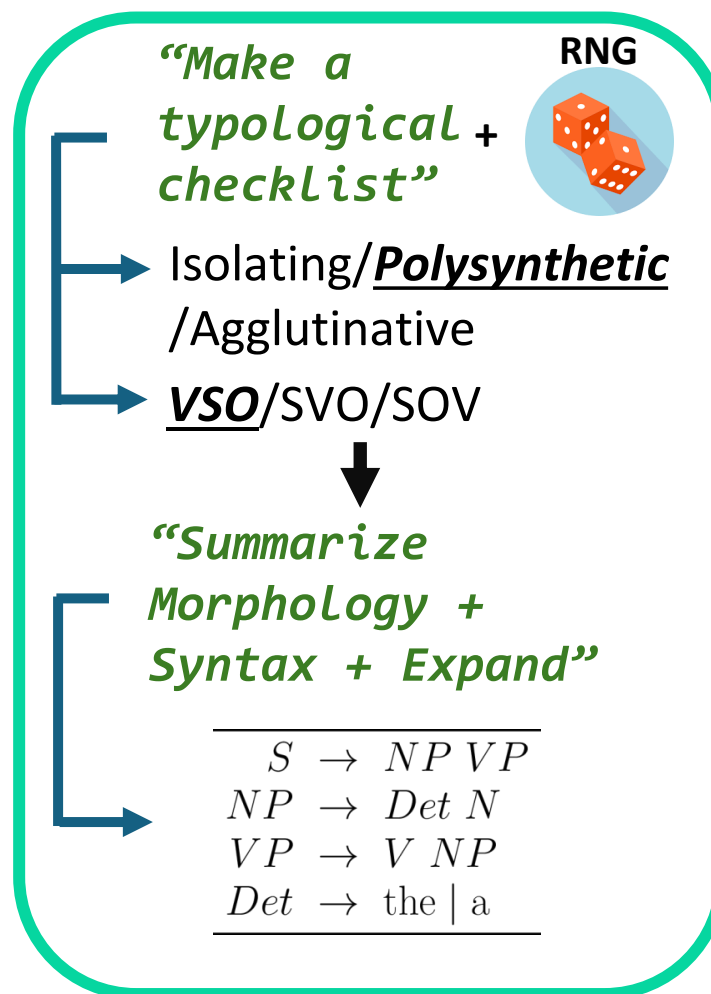 “Make a
typological
checklist”
+
RNG
Isolating/Polysynthetic
/Agglutinative
VSO/SVO/SOV
“Summarize
Morphology +
Syntax + Expand”
S → NP VP
NP → Det N
VP → V NP
Det → the | a